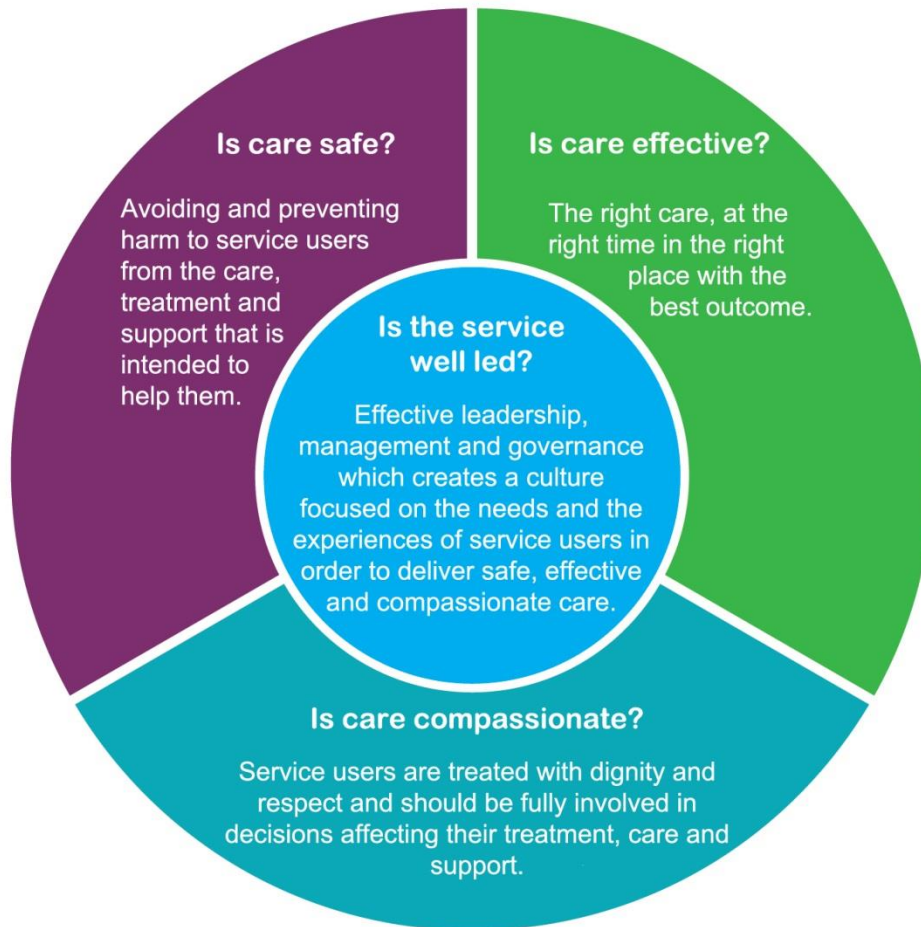 Is care safe?
Avoiding and preventing
harm to service users
from the care,
treatment and
support that is
intended to
help them.
Is care effective?
The right care, at the
right time in the right
place with the
best outcome.
Is the service
well led?
Effective leadership,
management and governance
which creates a culture
focused on the needs and the
experiences of service users in
order to deliver safe, effective
and compassionate care.
Is care compassionate?
Service users are treated with dignity and
respect and should be fully involved in
decisions affecting their treatment, care and
support.